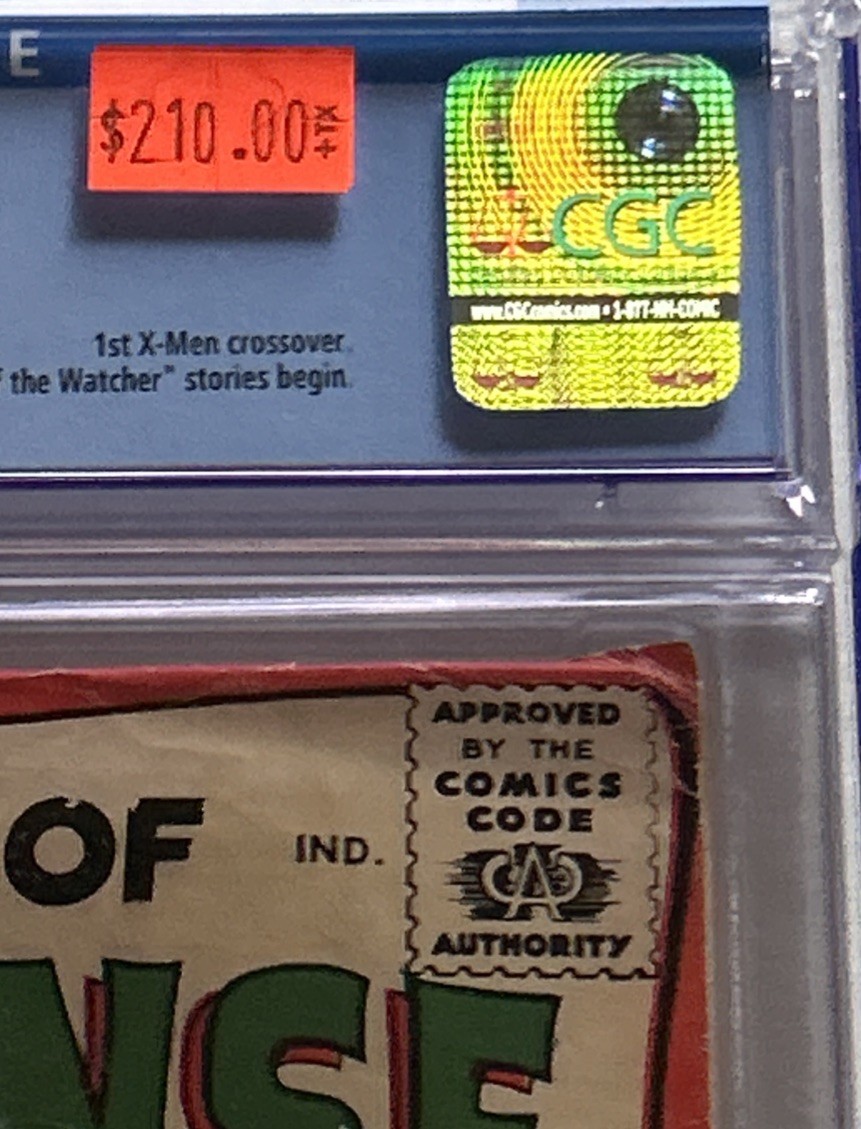 E
$210.00+TX
CGC
www.CGCcomics.com • 1-877-NM-COMIC
1st X-Men crossover.
the Watcher" stories begin.
APPROVED
BY THE
COMICS
CODE
CA
AUTHORITY
OF
IND.
NSE